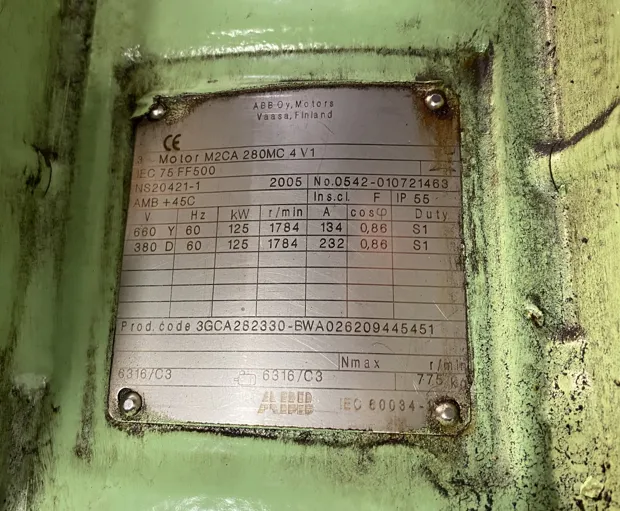 ABB Oy, Motors
Vaasa, Finland
CE
3~ Motor M2CA 280MC 4 V1
IEC 75 FF500
NS20421-1 2005 No.0542-010721463
AMB +45C Ins.cl. F IP 55
V Hz kW r/min A cosφ Duty
660 Y 60 125 1784 134 0,86 S1
380 D 60 125 1784 232 0,86 S1
Prod. code 3GCA282330-BWA026209445451
Nmax r/min
6316/C3 6316/C3 775 kg
ABB IEC 60034-